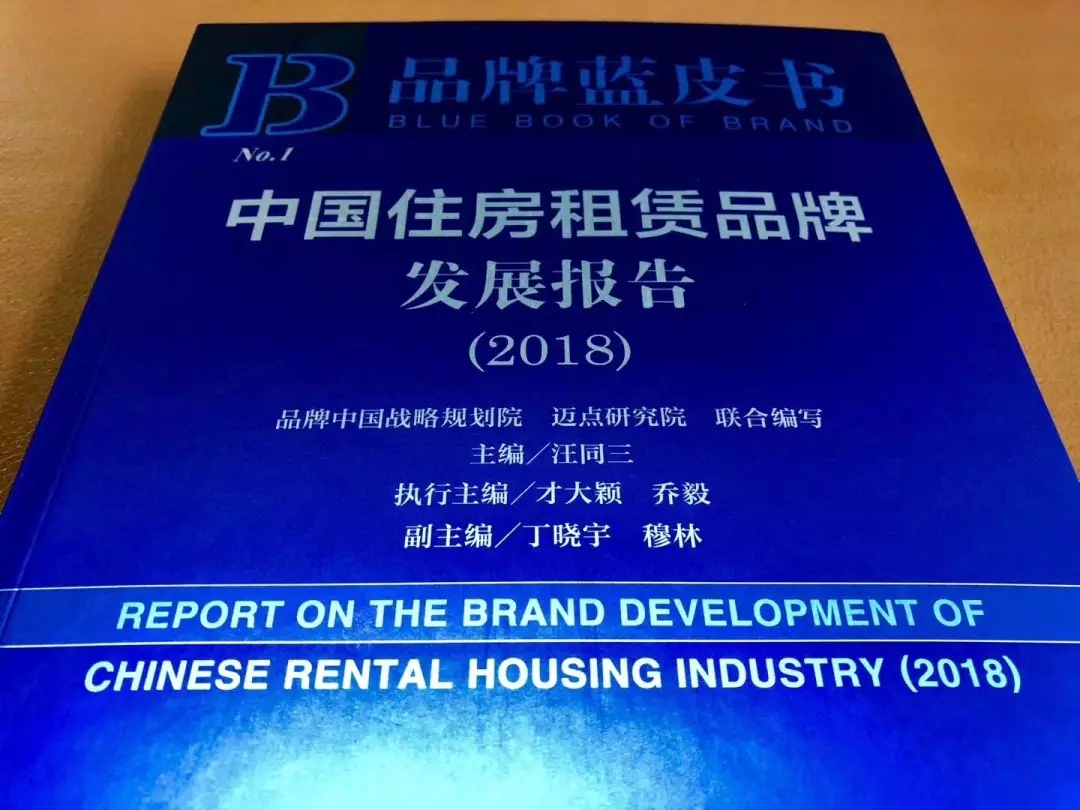 B 品牌蓝皮书
BLUE BOOK OF BRAND
No.1
中国住房租赁品牌
发展报告
(2018)
品牌中国战略规划院 迈点研究院 联合编写
主编／汪同三
执行主编／才大颖 乔毅
副主编／丁晓宇 穆林
REPORT ON THE BRAND DEVELOPMENT OF
CHINESE RENTAL HOUSING INDUSTRY (2018)